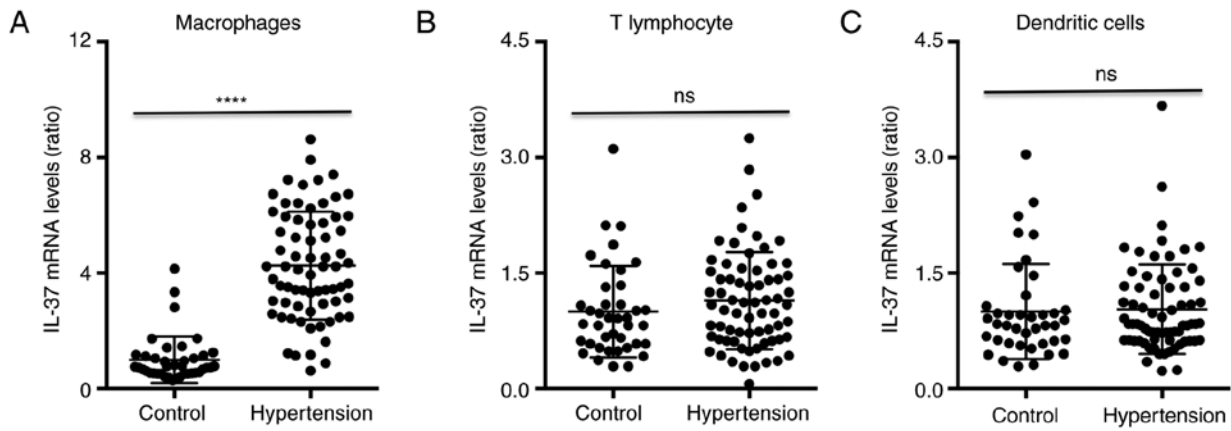 A
Macrophages
IL-37 mRNA levels (ratio)
12
8
4
0
****
Control
Hypertension
B
T lymphocyte
IL-37 mRNA levels (ratio)
4.5
3.0
1.5
0.0
ns
Control
Hypertension
C
Dendritic cells
IL-37 mRNA levels (ratio)
4.5
3.0
1.5
0.0
ns
Control
Hypertension